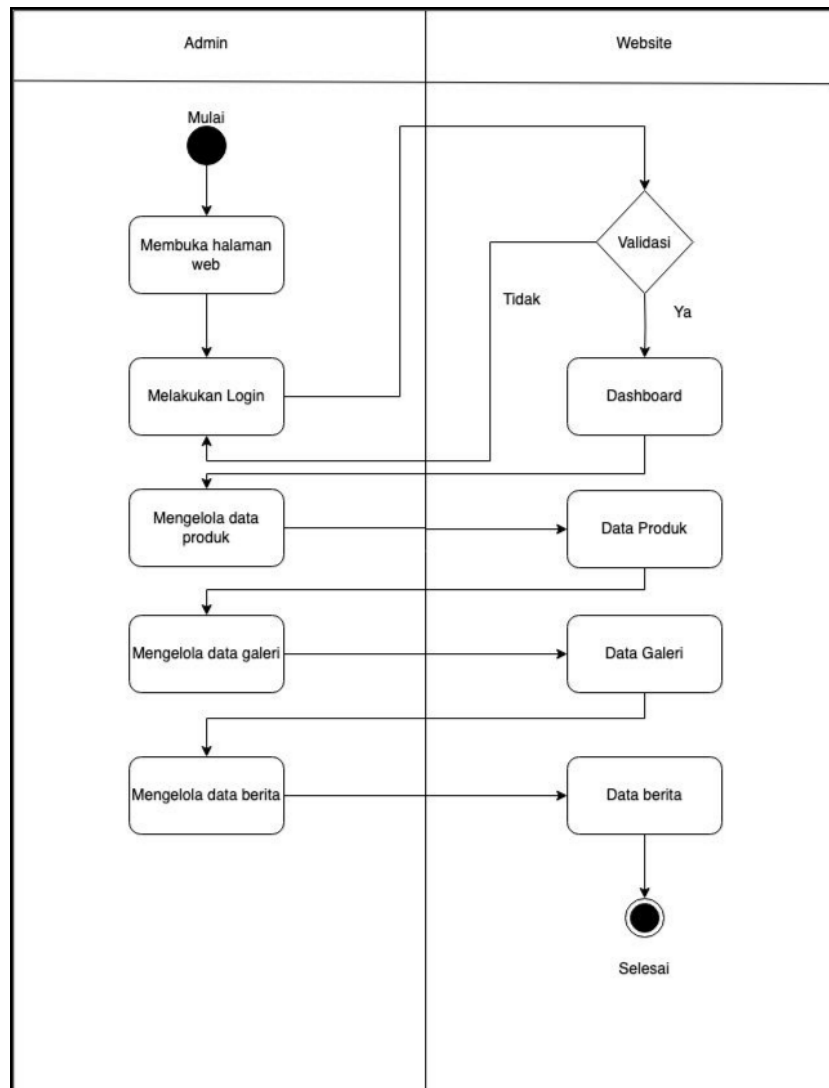 Admin
Website
Mulai
Membuka halaman
web
Validasi
Tidak
Ya
Melakukan Login
Dashboard
Mengelola data
produk
Data Produk
Mengelola data galeri
Data Galeri
Mengelola data berita
Data berita
Selesai